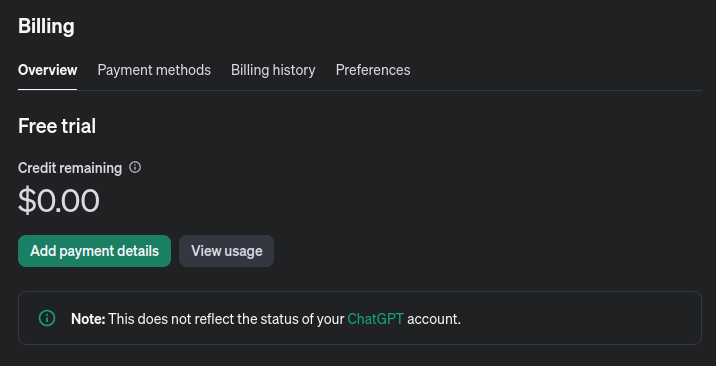 Billing
Overview Payment methods Billing history Preferences
Free trial
Credit remaining
$0.00
Add payment details View usage
Note: This does not reflect the status of your ChatGPT account.